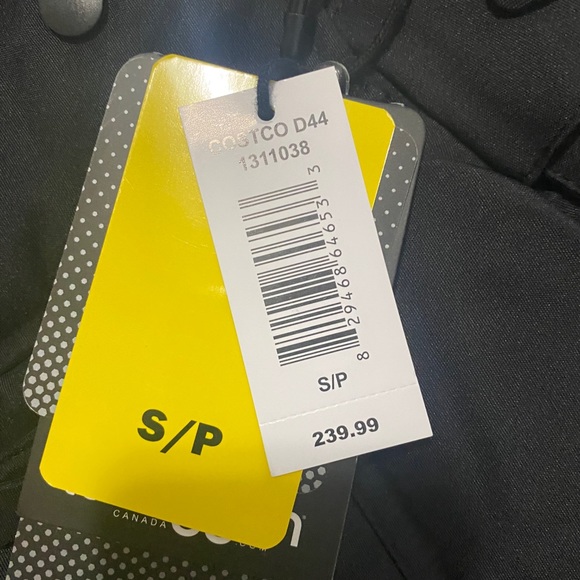 COSTCO D44
1311038
8 29468 64653 3
S/P
239.99
S/P
CANADA